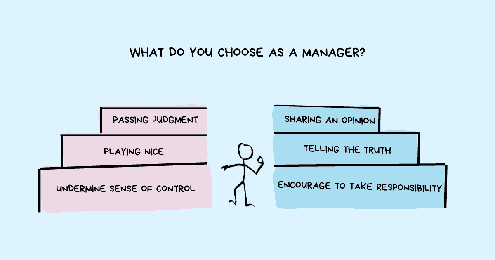 WHAT DO YOU CHOOSE AS A MANAGER?
PASSING JUDGMENT
PLAYING NICE
UNDERMINE SENSE OF CONTROL
SHARING AN OPINION
TELLING THE TRUTH
ENCOURAGE TO TAKE RESPONSIBILITY